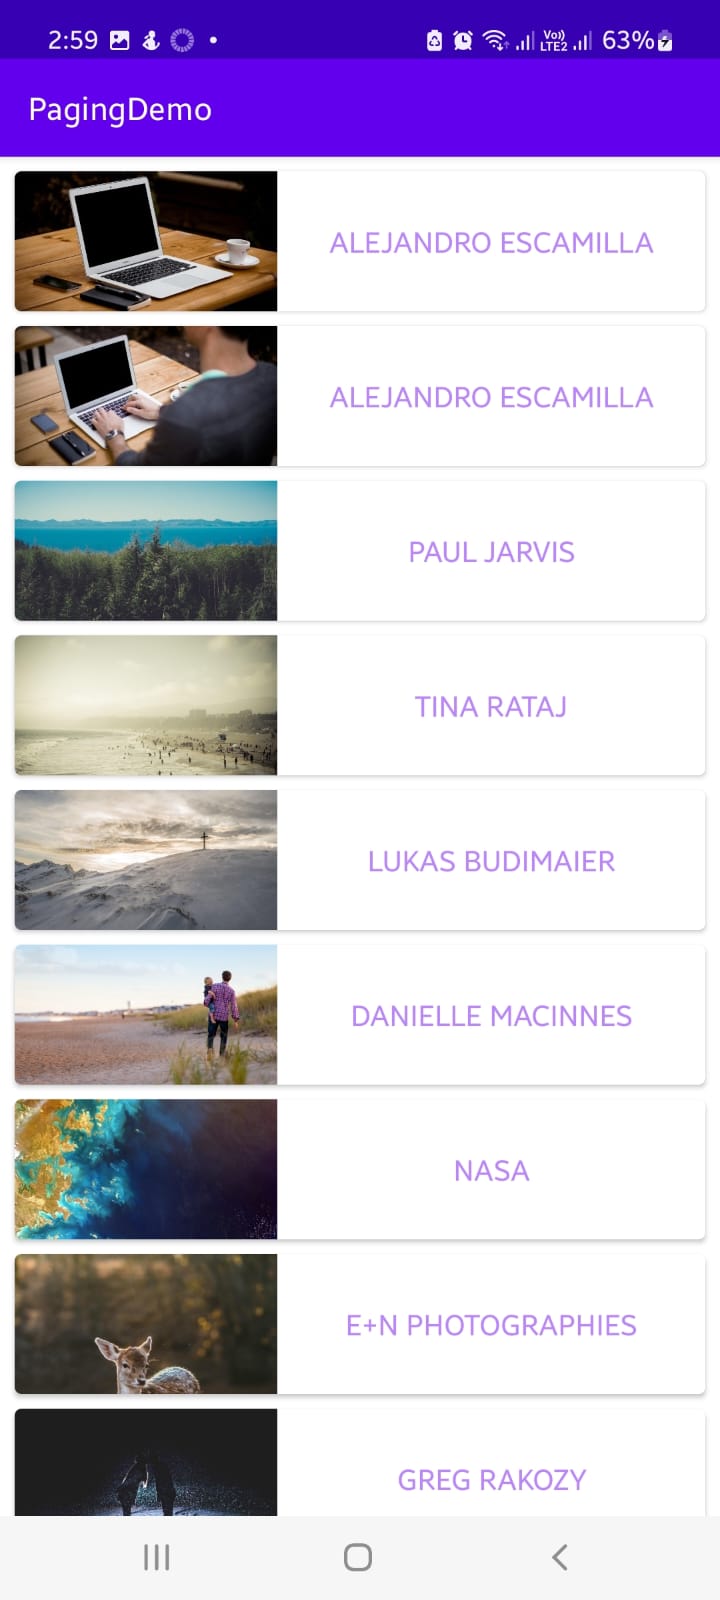 2:59 Vo)) LTE2 63%
PagingDemo
ALEJANDRO ESCAMILLA
ALEJANDRO ESCAMILLA
PAUL JARVIS
TINA RATAJ
LUKAS BUDIMAIER
DANIELLE MACINNES
NASA
E+N PHOTOGRAPHIES
GREG RAKOZY